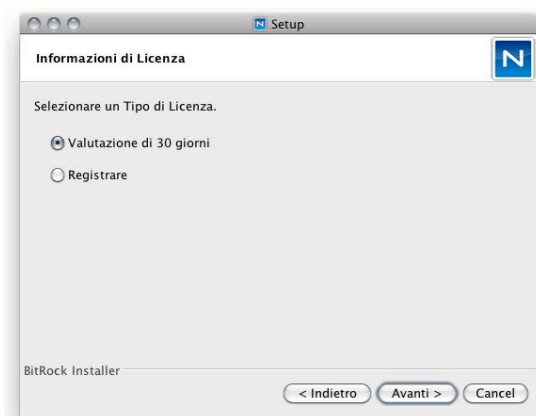 N Setup
Informazioni di Licenza
N
Selezionare un Tipo di Licenza.
Valutazione di 30 giorni
Registrare
BitRock Installer
< Indietro Avanti > Cancel